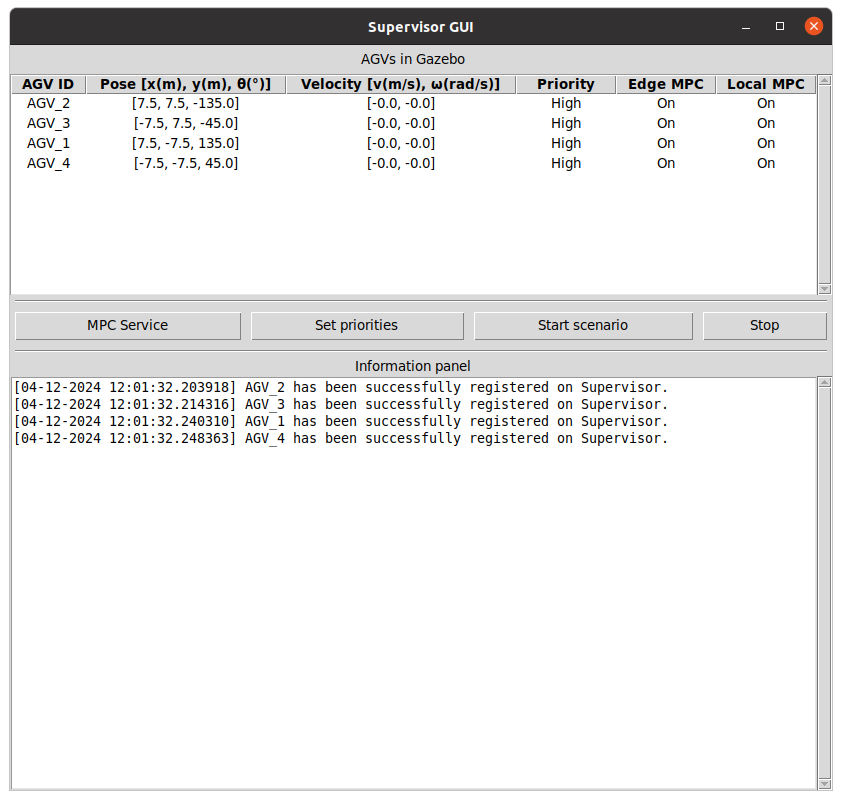 Supervisor GUI
AGVs in Gazebo
AGV ID Pose [x(m), y(m), θ(°)] Velocity [v(m/s), ω(rad/s)] Priority Edge MPC Local MPC
AGV_2 [7.5, 7.5, -135.0] [-0.0, -0.0] High On On
AGV_3 [-7.5, 7.5, -45.0] [-0.0, -0.0] High On On
AGV_1 [7.5, -7.5, 135.0] [-0.0, -0.0] High On On
AGV_4 [-7.5, -7.5, 45.0] [-0.0, -0.0] High On On
MPC Service Set priorities Start scenario Stop
Information panel
[04-12-2024 12:01:32.203918] AGV_2 has been successfully registered on Supervisor.
[04-12-2024 12:01:32.214316] AGV_3 has been successfully registered on Supervisor.
[04-12-2024 12:01:32.240310] AGV_1 has been successfully registered on Supervisor.
[04-12-2024 12:01:32.248363] AGV_4 has been successfully registered on Supervisor.